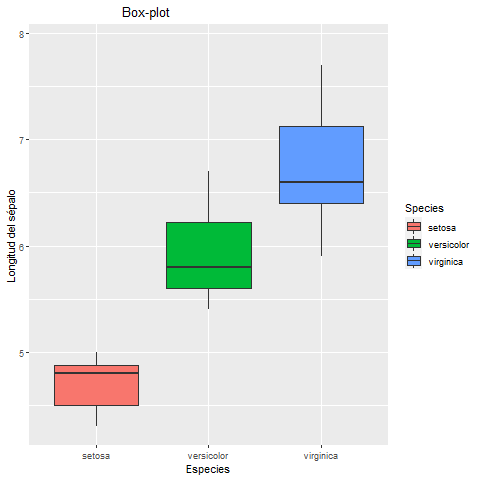 Box-plot
8
7
6
5
Longitud del sépalo
setosa versicolor virginica
Especies
Species
setosa
versicolor
virginica